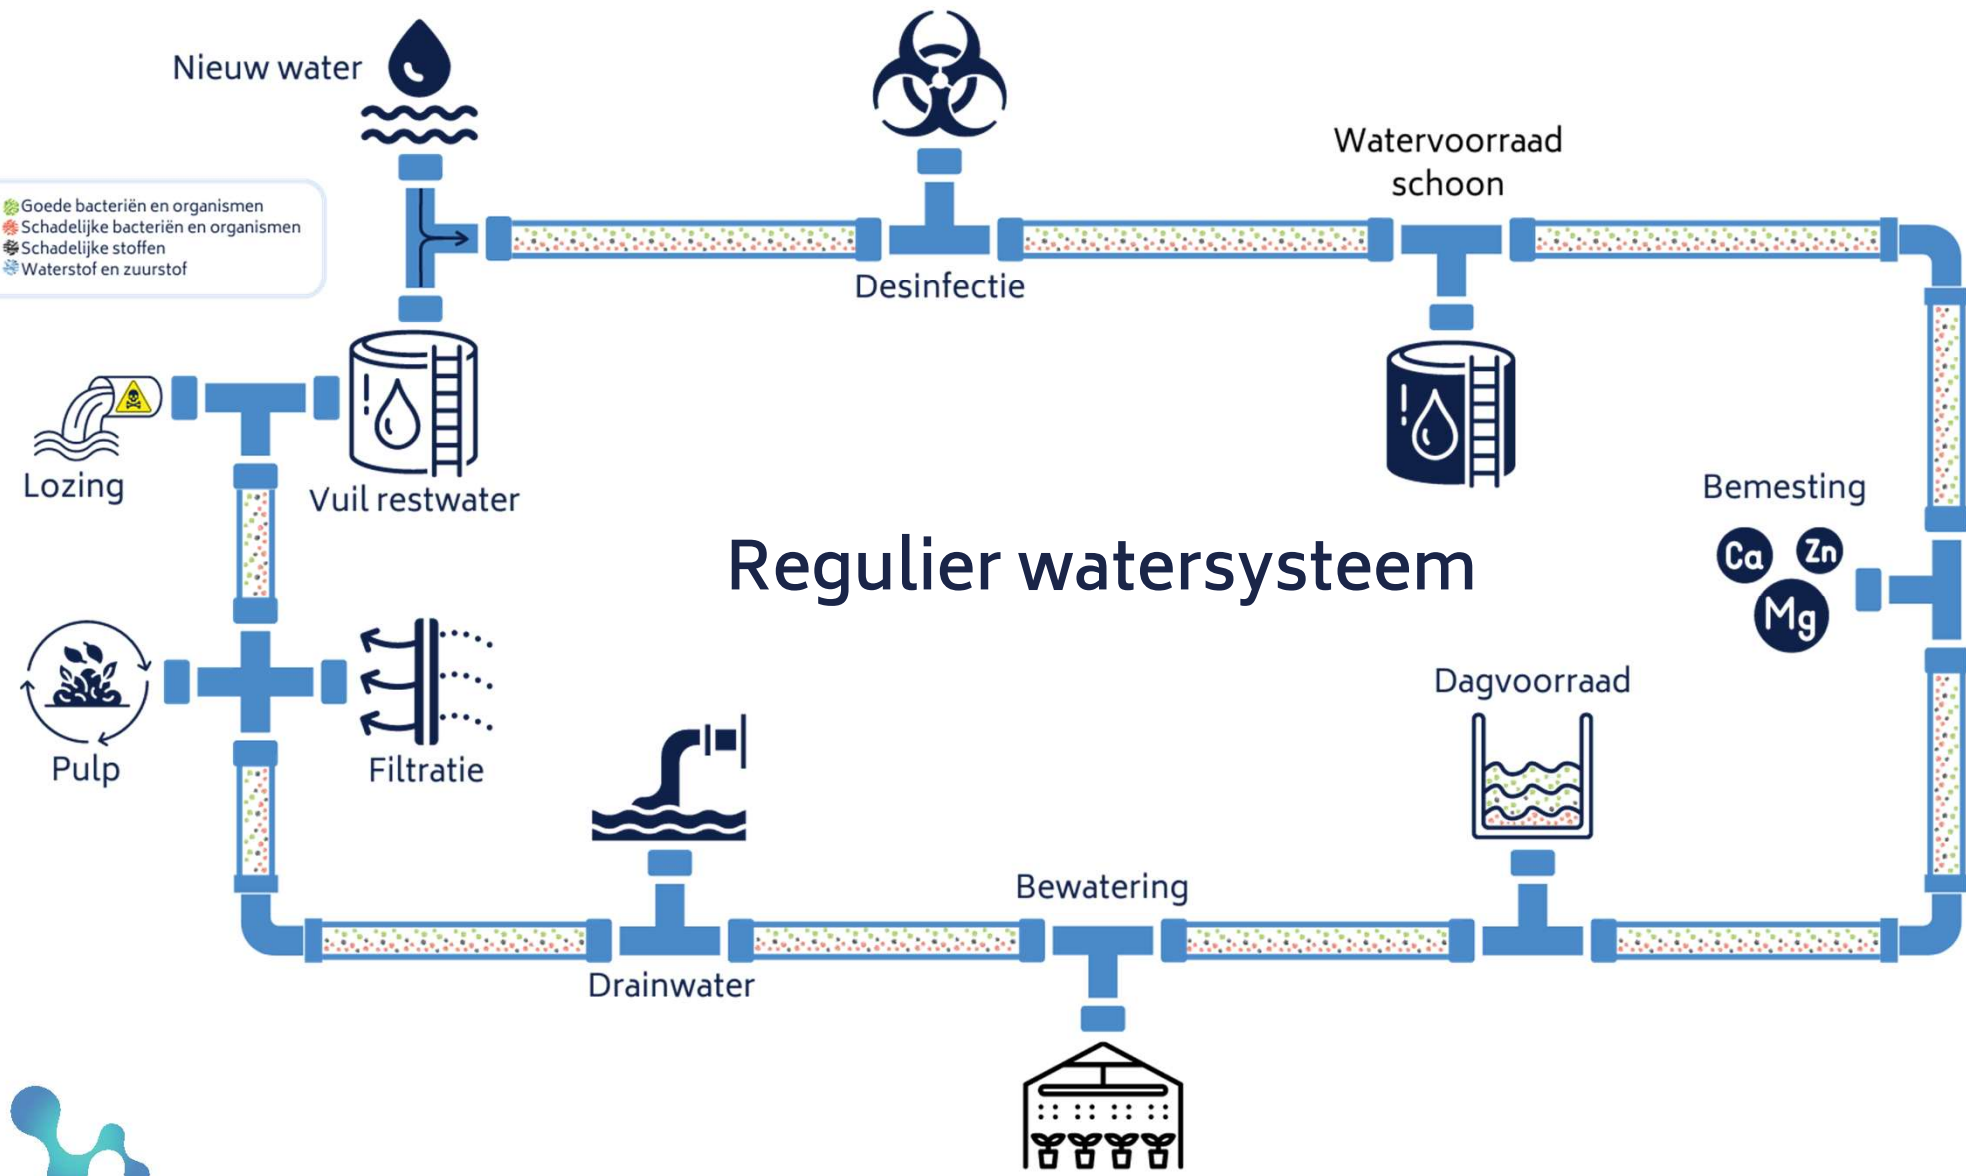 Nieuw water
Goede bacteriën en organismen
Schadelijke bacteriën en organismen
Schadelijke stoffen
Waterstof en zuurstof
Desinfectie
Watervoorraad
schoon
Lozing
Vuil restwater
Regulier watersysteem
Bemesting
Ca
Zn
Mg
Pulp
Filtratie
Dagvoorraad
Drainwater
Bewatering